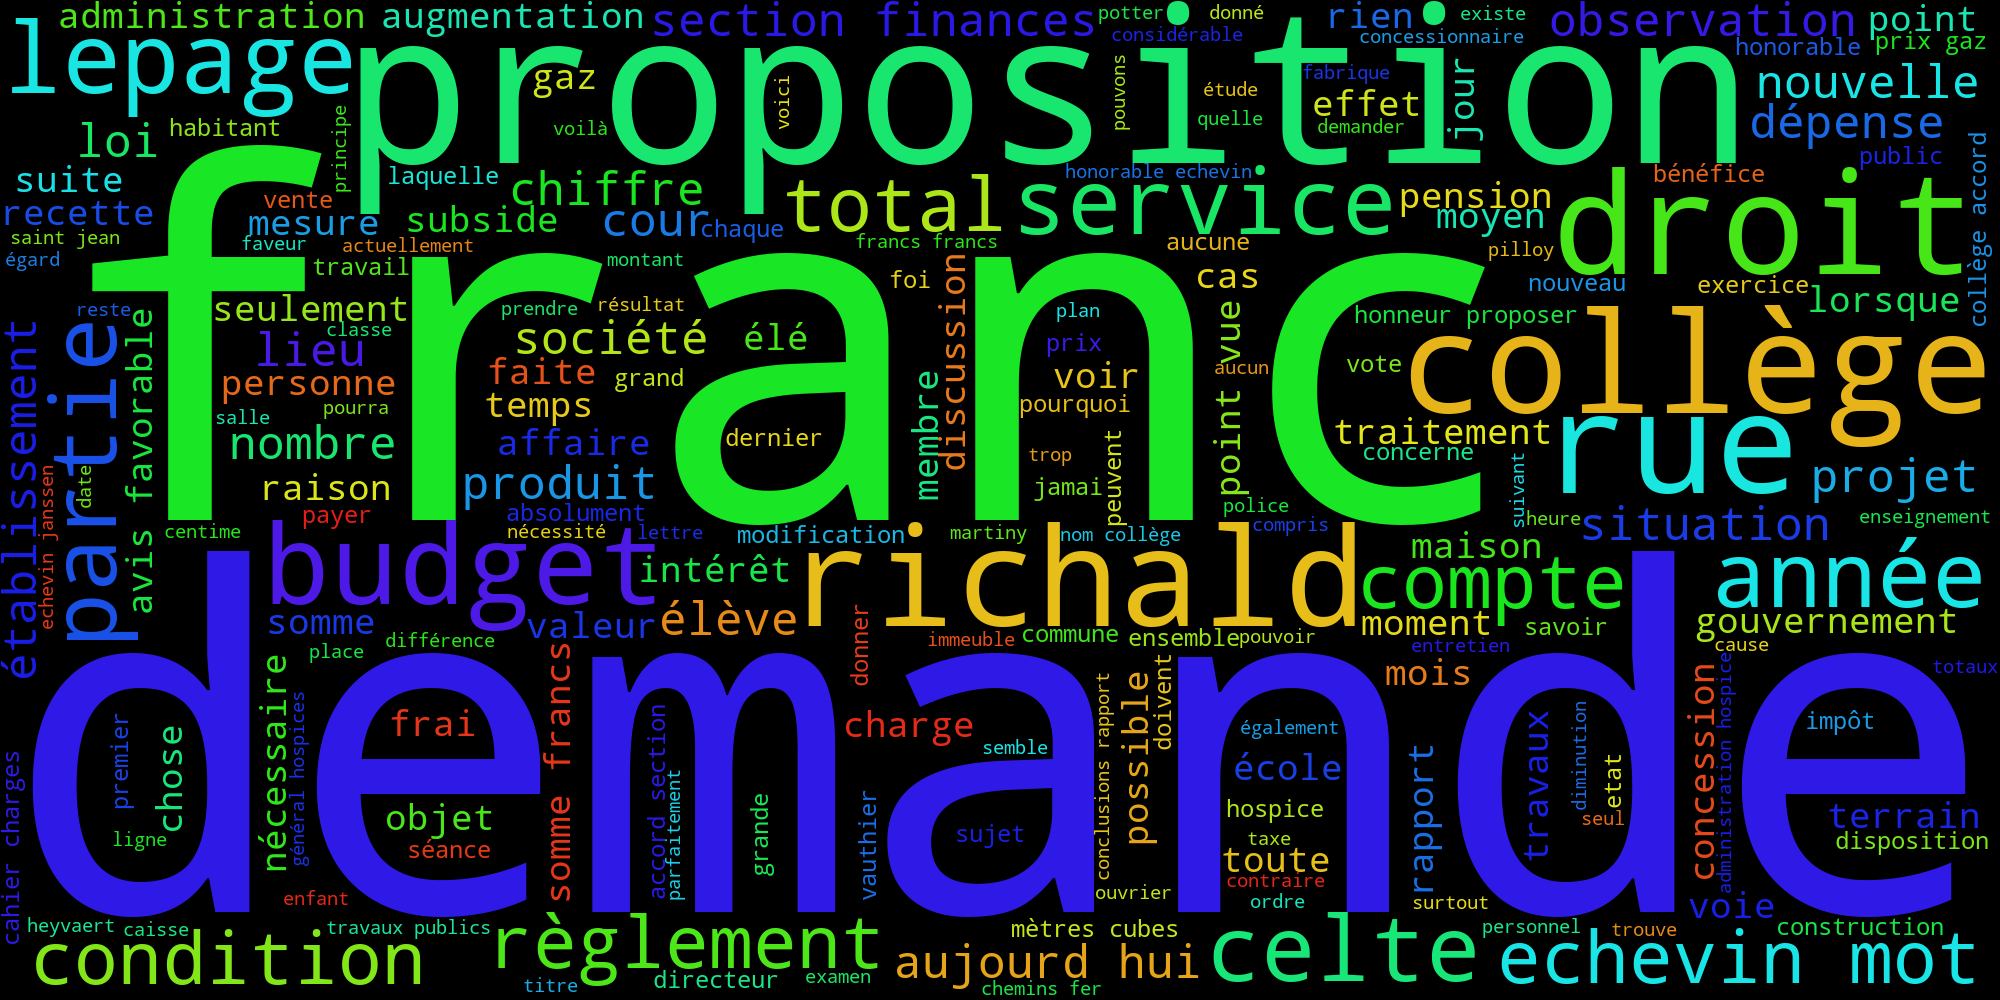 administration augmentation section finances potter donné rien existe observation point
lepage proposition considérable concessionnaire honorable prix gaz
gaz voici pouvons étude fabrique effet jour nouvelle
loi habitant principe voilà quelle demander dépense
suite laquelle chiffre honorable echevin pension bénéfice public collège accord
recette vente mesure subside cour chaque total service moyen droit
saint jean faveur actuellement francs francs aucune pilloy
égard travail montant foi cas nouveau exercice lorsque
reste seulement classe prendre résultat discussion plan vue honneur proposer
établissement partie avis favorable lieu société élé prix vote collège
franc
personne faite grand voir aucun
salle pourra temps membre pourquoi point traitement rue
nombre affaire dernier trop concerne projet
echevin janssen date raison produit jamai peuvent police suivant
centime payer absolument nécessité lettre modification martiny nom collège compris heure situation enseignement
budget intérêt richald maison compte année
somme différence valeur élève immeuble commune ensemble pouvoir moment savoir gouvernement
place donner entretien cause
demande
nécessaire général hospices somme francs mois concession administration hospice totaux
cahier charges premier chose frai accord section charge semble conclusions rapport possible doivent également rapport travaux diminution etat impôt
ligne objet parfaitement grande vauthier sujet école hospice seul terrain
séance taxe toute disposition
enfant ouvrier contraire ordre surtout voie
heyvaert caisse travaux publics règlement mètres cubes celte personnel trouve construction
condition titre directeur examen aujourd hui chemins fer echevin mot